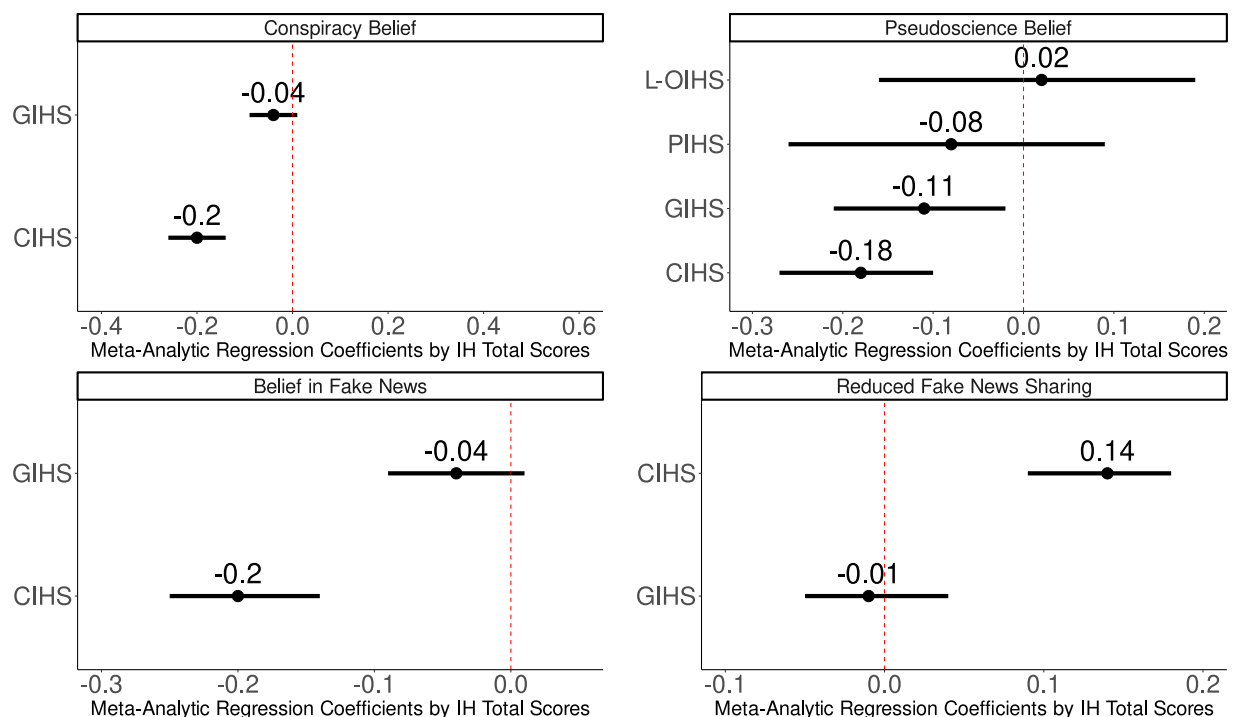 Conspiracy Belief
GIHS
-0.04
CIHS
-0.2
-0.4 -0.2 0.0 0.2 0.4 0.6
Meta-Analytic Regression Coefficients by IH Total Scores
Pseudoscience Belief
L-OIHS
0.02
PIHS
-0.08
GIHS
-0.11
CIHS
-0.18
-0.3 -0.2 -0.1 0.0 0.1 0.2
Meta-Analytic Regression Coefficients by IH Total Scores
Belief in Fake News
GIHS
-0.04
CIHS
-0.2
-0.3 -0.2 -0.1 0.0
Meta-Analytic Regression Coefficients by IH Total Scores
Reduced Fake News Sharing
CIHS
0.14
GIHS
-0.01
-0.1 0.0 0.1 0.2
Meta-Analytic Regression Coefficients by IH Total Scores